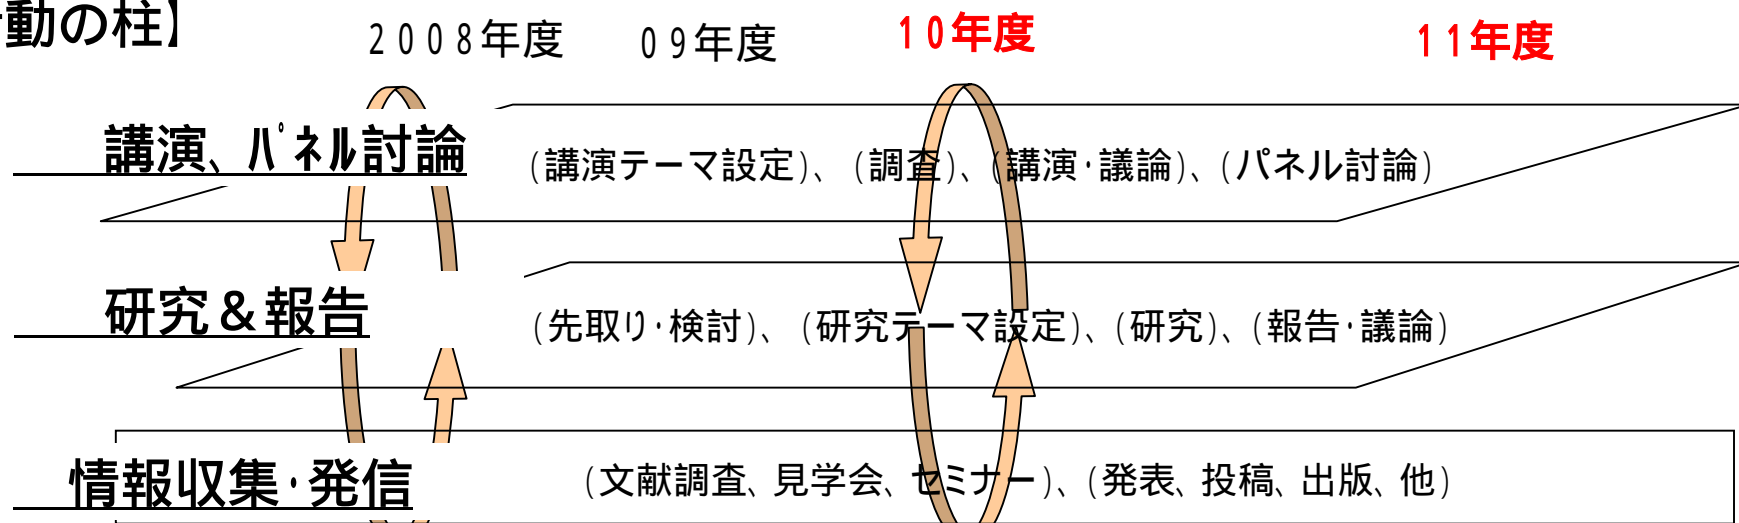 動の柱】
2008年度 09年度 10年度 11年度
講演、パネル討論 (講演テーマ設定)、(調査)、(講演・議論)、(パネル討論)
研究＆報告 (先取り・検討)、(研究テーマ設定)、(研究)、(報告・議論)
情報収集・発信 (文献調査、見学会、セミナー)、(発表、投稿、出版、他)